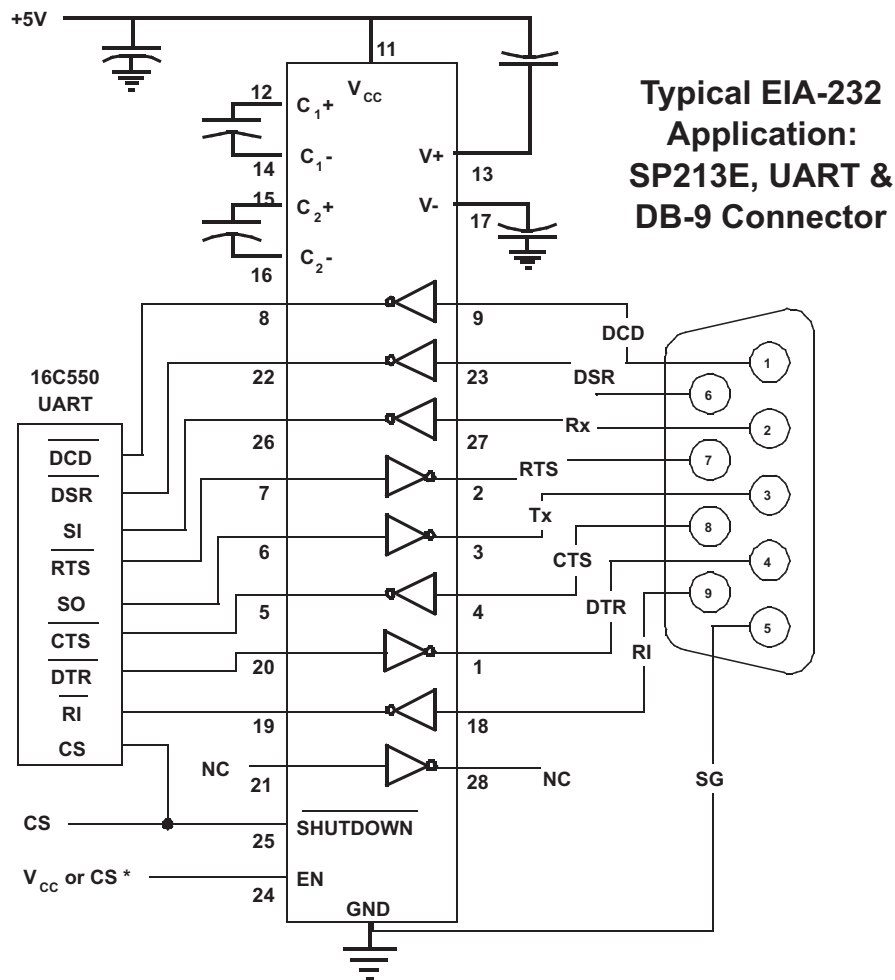 +5V
11
Typical EIA-232
Application:
SP213E, UART &
DB-9 Connector
12
C1+
VCC
14
C1-
V+
13
15
C2+
V-
17
16
C2-
8
9
DCD
1
22
23
DSR
6
16C550
UART
26
27
Rx
2
DCD
7
2
RTS
7
DSR
6
3
Tx
3
SI
5
4
CTS
8
RTS
20
1
DTR
4
SO
19
18
RI
9
CTS
5
DTR
RI
CS
NC
21
28
NC
SG
CS
25
SHUTDOWN
VCC or CS *
24
EN
GND